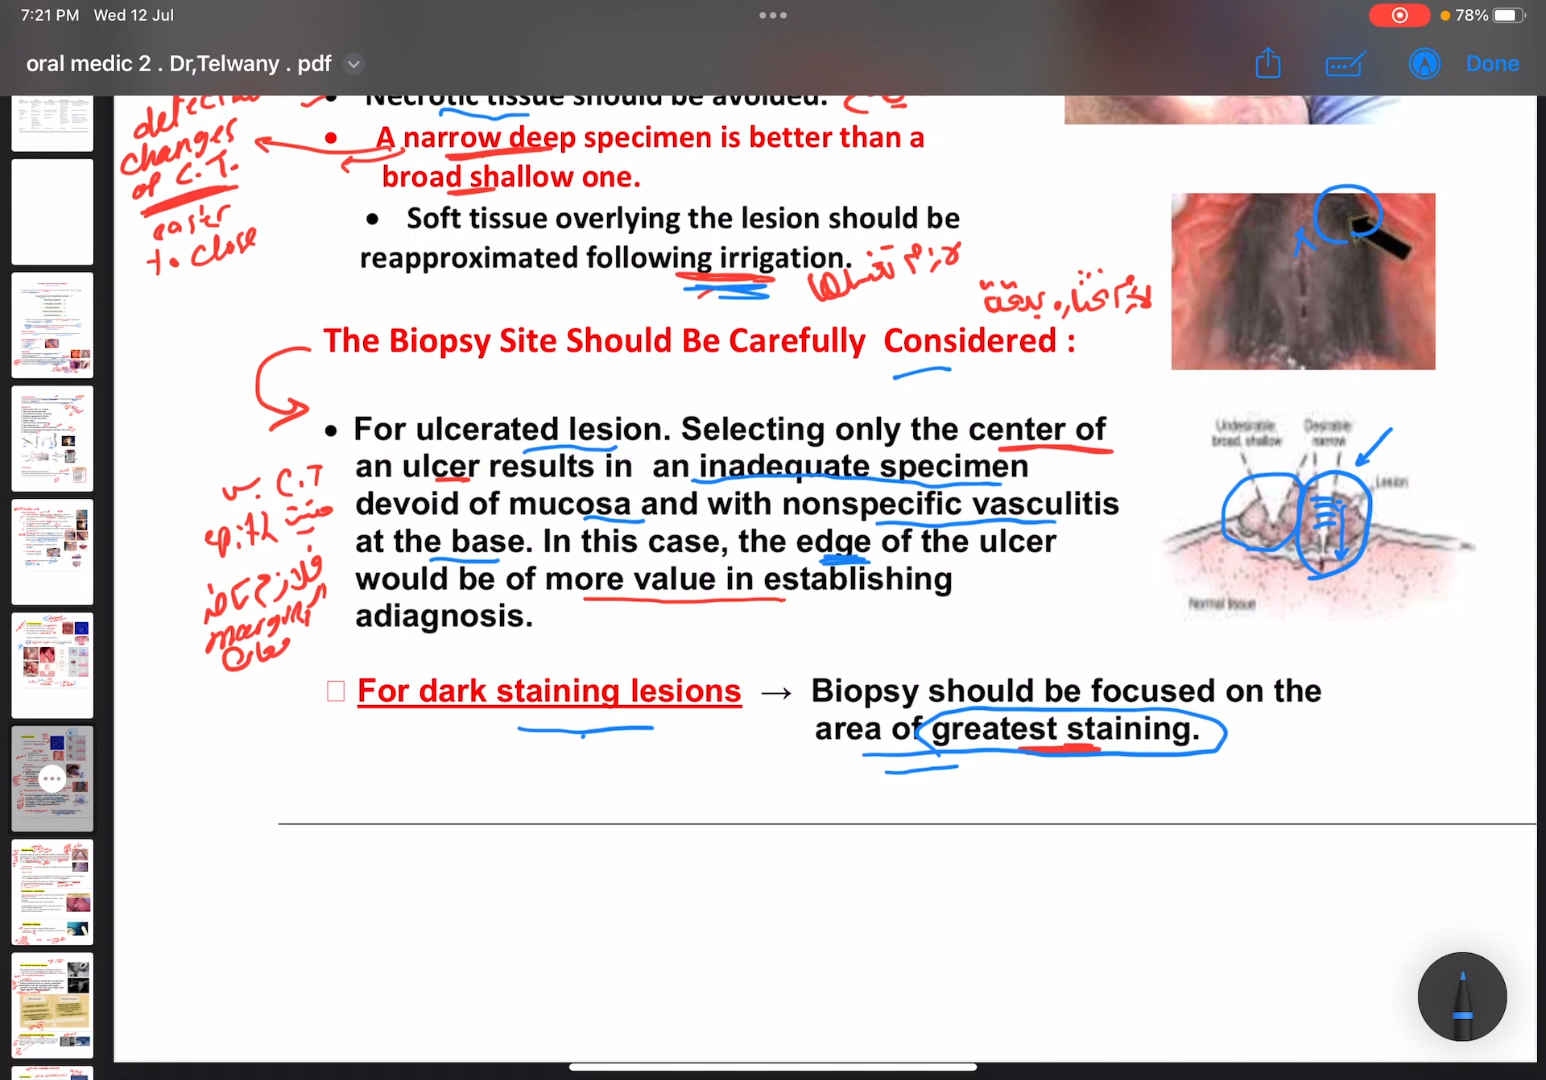 7:21 PM Wed 12 Jul
78%
oral medic 2 . Dr,Telwany . pdf
Done
Necrotic tissue should be avoided.
detect
changes
of C.T.
easier
to close
• A narrow deep specimen is better than a
broad shallow one.
• Soft tissue overlying the lesion should be
reapproximated following irrigation.
The Biopsy Site Should Be Carefully Considered :
• For ulcerated lesion. Selecting only the center of
an ulcer results in an inadequate specimen
devoid of mucosa and with nonspecific vasculitis
at the base. In this case, the edge of the ulcer
would be of more value in establishing
adiagnosis.
C.T
epith
margin
Undesirable,
broad, shallow
Desirable
narrow
Lesion
Normal tissue
For dark staining lesions → Biopsy should be focused on the
area of greatest staining.